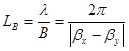 L_B = λ/B = 2π/|β_x − β_y|